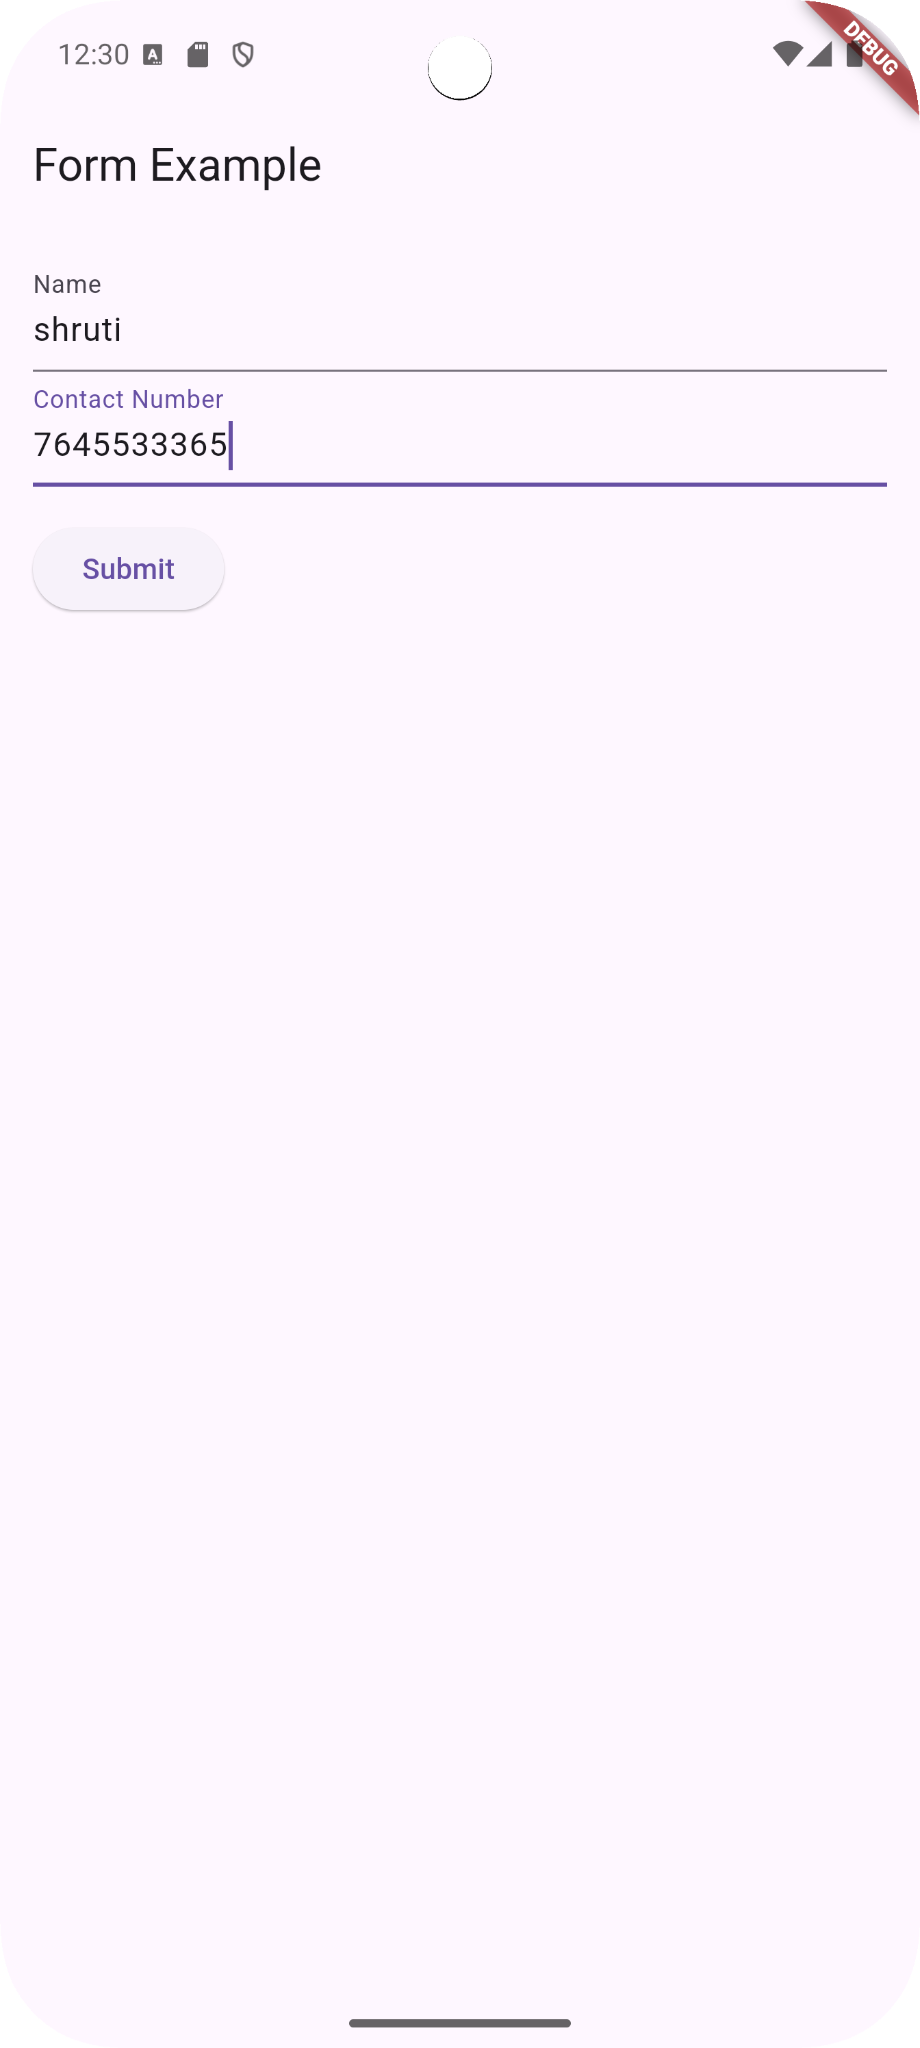 12:30
DEBUG
Form Example
Name
shruti
Contact Number
7645533365
Submit